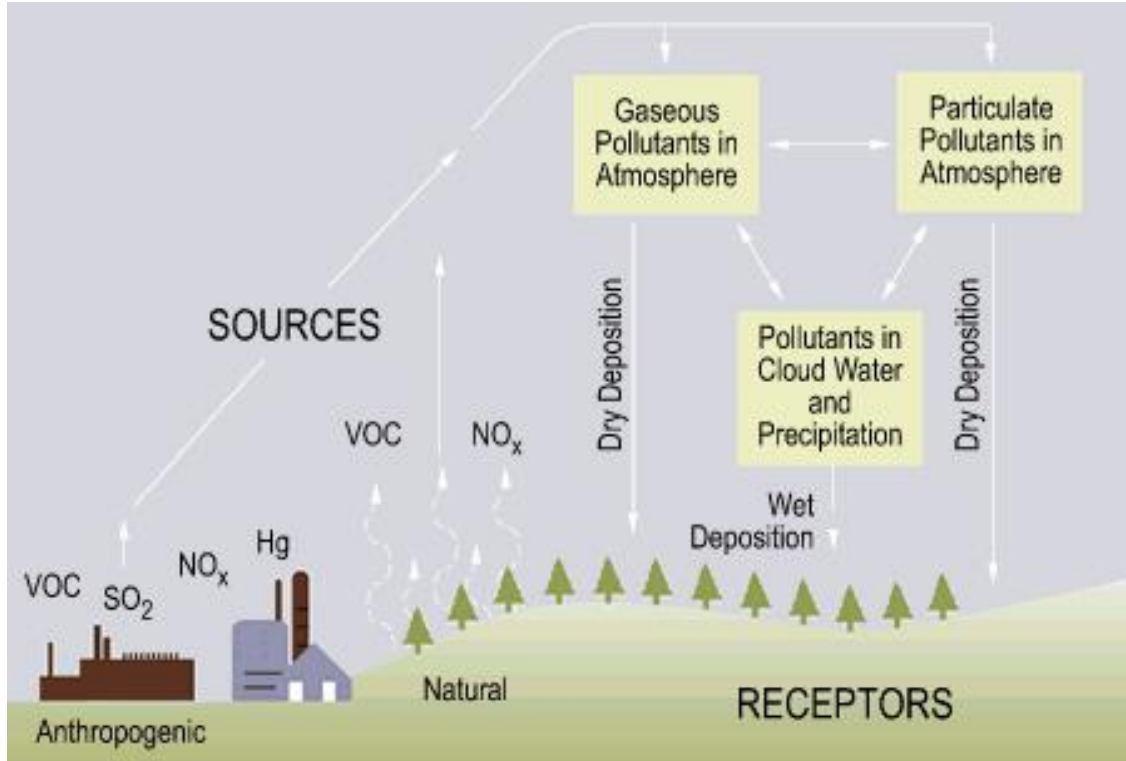 Gaseous
Pollutants in
Atmosphere
Particulate
Pollutants in
Atmosphere
SOURCES
Dry Deposition
Pollutants in
Cloud Water
and
Precipitation
Dry Deposition
VOC
NOx
Wet
Deposition
VOC
SO2
NOx
Hg
Natural
RECEPTORS
Anthropogenic